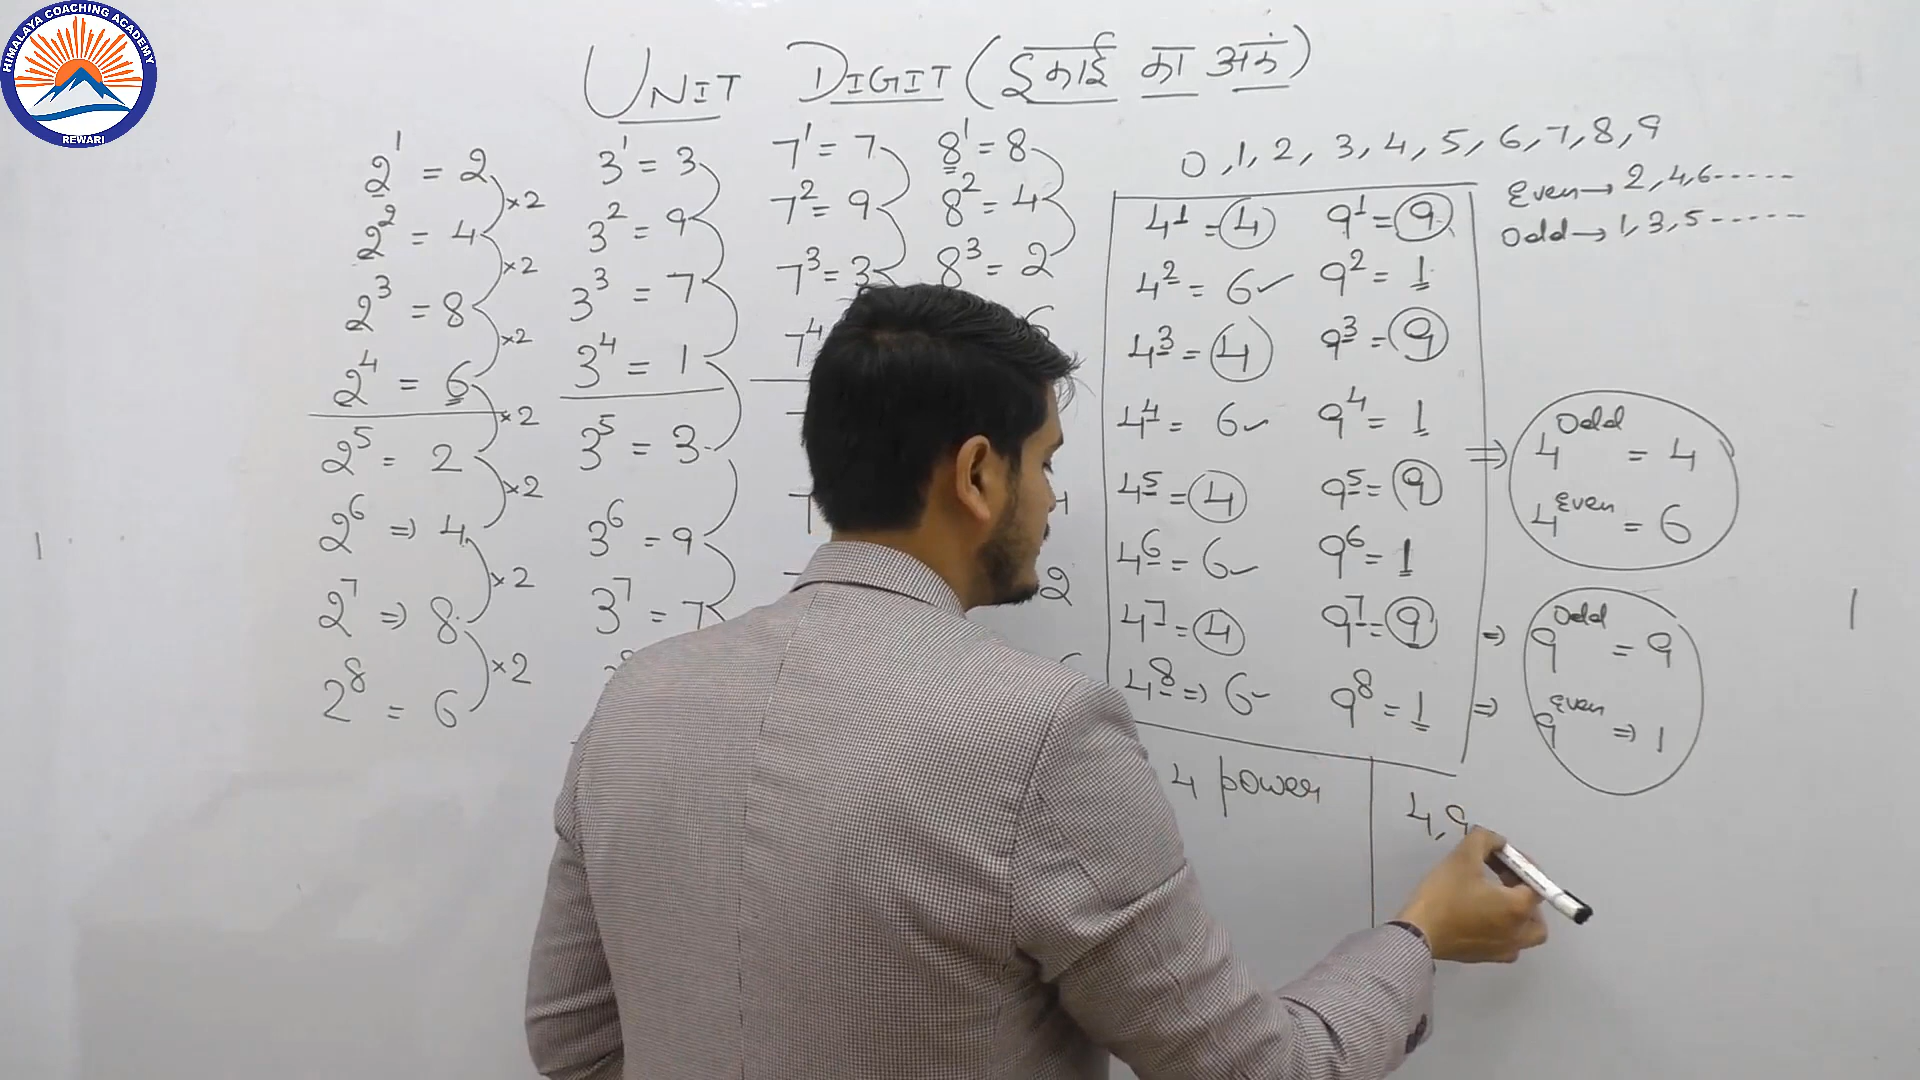 HIMALAYA COACHING ACADEMY
REWARI
UNIT DIGIT (इकाई का अंक)
0, 1, 2, 3, 4, 5, 6, 7, 8, 9
Even → 2, 4, 6-----
Odd → 1, 3, 5-----
2¹ = 2
×2
2² = 4
×2
2³ = 8
×2
2⁴ = 6
×2
2⁵ = 2
×2
2⁶ ⇒ 4
×2
2⁷ ⇒ 8
×2
2⁸ = 6
3¹ = 3
3² = 9
3³ = 7
3⁴ = 1
3⁵ = 3
3⁶ = 9
3⁷ = 7
7¹ = 7
7² = 9
7³ = 3
7⁴
8¹ = 8
8² = 4
8³ = 2
2
4¹ = 4
4² = 6 ✓
4³ = 4
4⁴ = 6 ✓
4⁵ = 4
4⁶ = 6 ✓
4⁷ = 4
4⁸ ⇒ 6 ✓
9¹ = 9
9² = 1
9³ = 9
9⁴ = 1
9⁵ = 9
9⁶ = 1
9⁷ = 9
9⁸ = 1
⇒ 4^Odd = 4
4^Even = 6
⇒ 9^Odd = 9
⇒ 9^Even ⇒ 1
4 power
4, 9